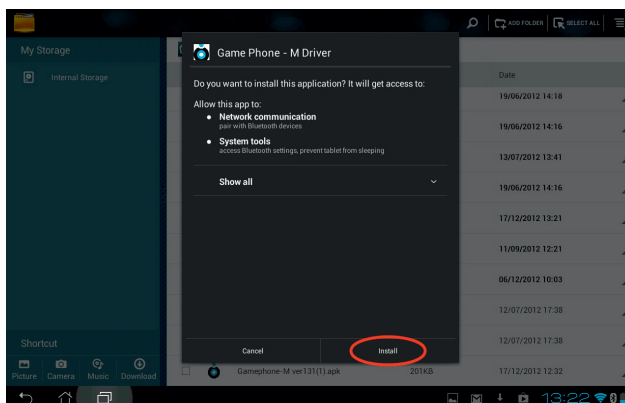 ADD FOLDER SELECT ALL
My Storage
Internal Storage
Game Phone - M Driver
Do you want to install this application? It will get access to:
Allow this app to:
Network communication
pair with Bluetooth devices
System tools
access Bluetooth settings, prevent tablet from sleeping
Show all
Cancel Install
Date
19/06/2012 14:18
19/06/2012 14:16
13/07/2012 13:41
19/06/2012 14:16
17/12/2012 13:21
11/09/2012 12:21
06/12/2012 10:03
12/07/2012 17:38
12/07/2012 17:38
Gamephone-M ver131(1).apk 201KB 17/12/2012 12:32
Shortcut
Picture Camera Music Download
13:22